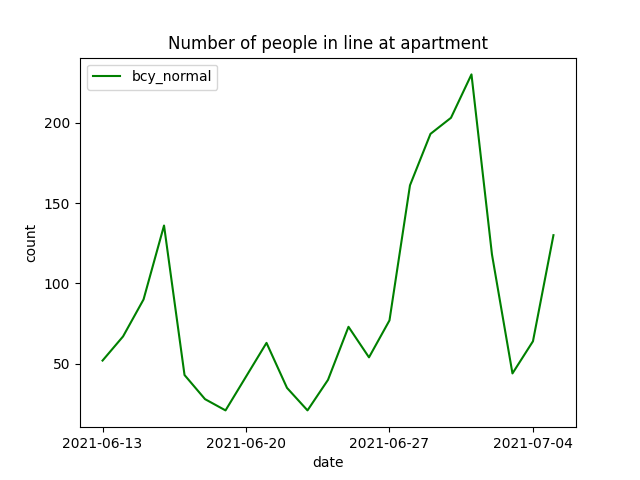 Number of people in line at apartment
bcy_normal
200
150
100
50
count
2021-06-13 2021-06-20 2021-06-27 2021-07-04
date